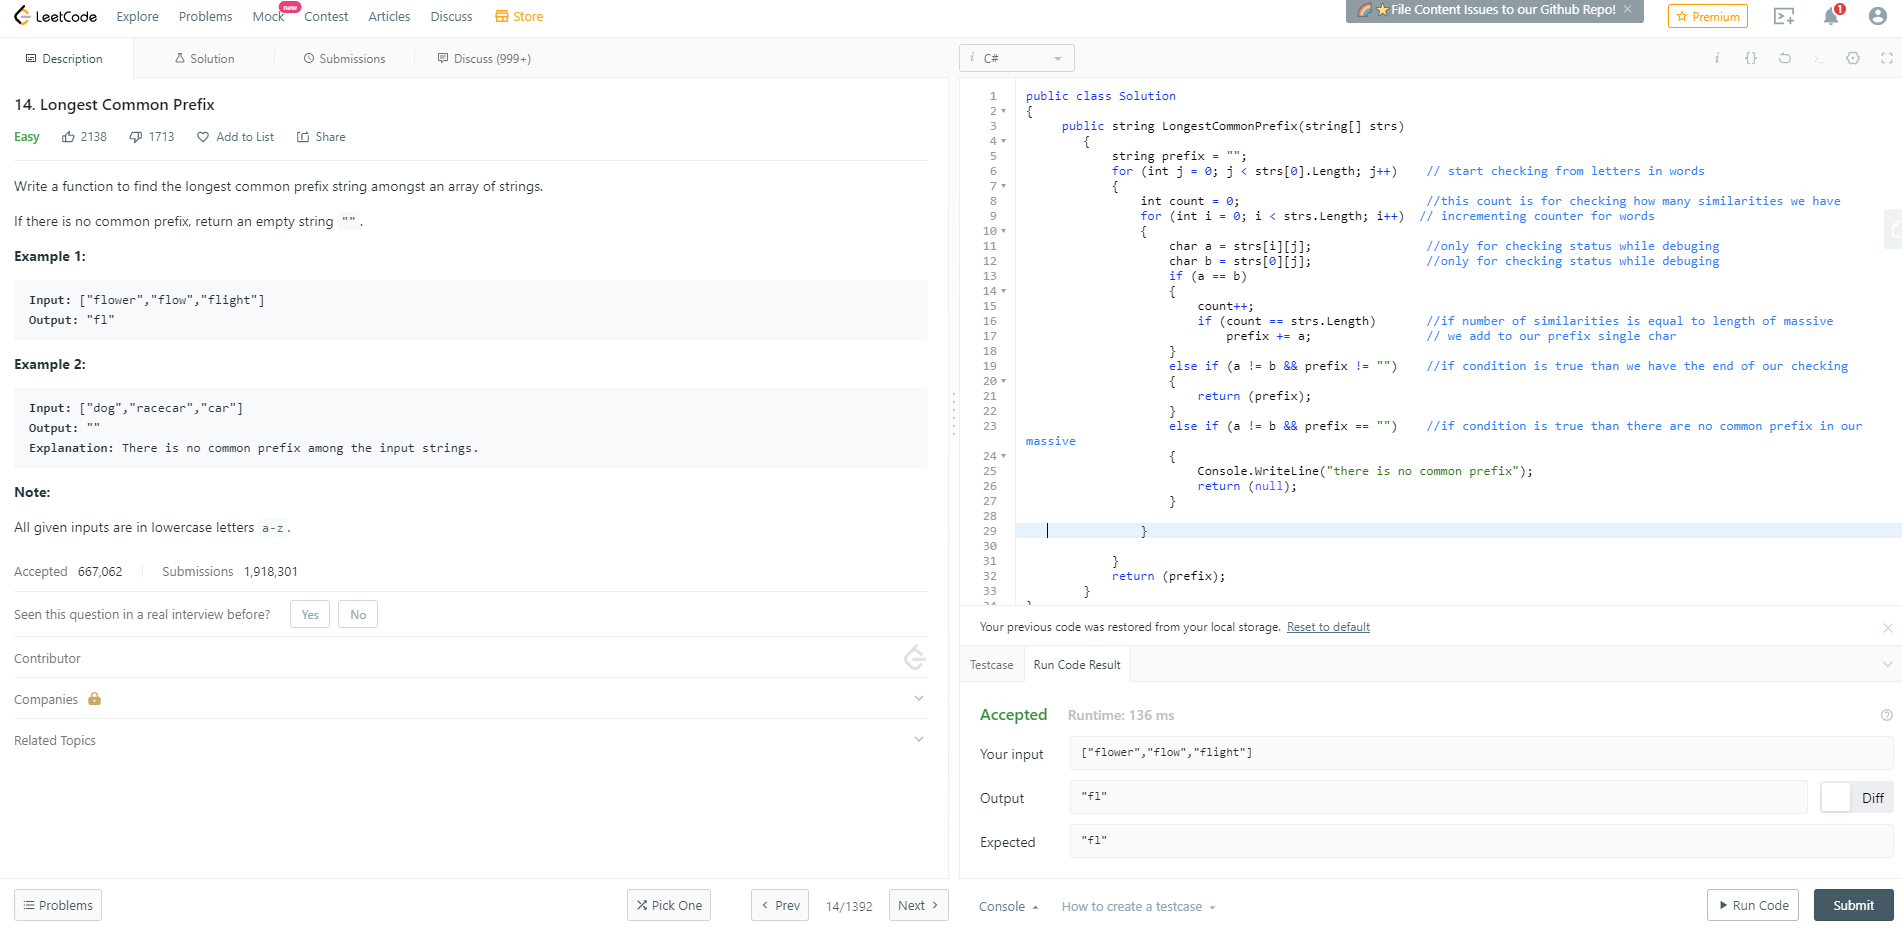 LeetCode Explore Problems Mock new Contest Articles Discuss Store
🌈 ⭐ File Content Issues to our Github Repo! ×
Premium 1
Description Solution Submissions Discuss (999+)
14. Longest Common Prefix
Easy 2138 1713 Add to List Share
Write a function to find the longest common prefix string amongst an array of strings.
If there is no common prefix, return an empty string "".
Example 1:
Input: ["flower","flow","flight"]
Output: "fl"
Example 2:
Input: ["dog","racecar","car"]
Output: ""
Explanation: There is no common prefix among the input strings.
Note:
All given inputs are in lowercase letters a-z.
Accepted 667,062 Submissions 1,918,301
Seen this question in a real interview before? Yes No
Contributor
Companies
Related Topics
Problems Pick One < Prev 14/1392 Next >
i C#
i {}
1 public class Solution
2 {
3 public string LongestCommonPrefix(string[] strs)
4 {
5 string prefix = "";
6 for (int j = 0; j < strs[0].Length; j++) // start checking from letters in words
7 {
8 int count = 0; //this count is for checking how many similarities we have
9 for (int i = 0; i < strs.Length; i++) // incrementing counter for words
10 {
11 char a = strs[i][j]; //only for checking status while debuging
12 char b = strs[0][j]; //only for checking status while debuging
13 if (a == b)
14 {
15 count++;
16 if (count == strs.Length) //if number of similarities is equal to length of massive
17 prefix += a; // we add to our prefix single char
18 }
19 else if (a != b && prefix != "") //if condition is true than we have the end of our checking
20 {
21 return (prefix);
22 }
23 else if (a != b && prefix == "") //if condition is true than there are no common prefix in our
massive
24 {
25 Console.WriteLine("there is no common prefix");
26 return (null);
27 }
28
29 }
30
31 }
32 return (prefix);
33 }
Your previous code was restored from your local storage. Reset to default
Testcase Run Code Result
Accepted Runtime: 136 ms
Your input ["flower","flow","flight"]
Output "fl" Diff
Expected "fl"
Console How to create a testcase Run Code Submit